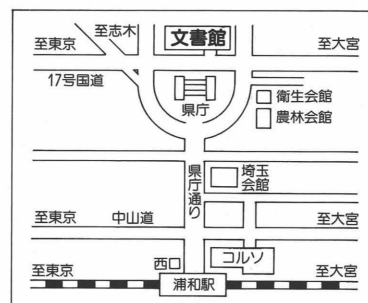 至志木
至東京
文書館
至大宮
17号国道
県庁
衛生会館
農林会館
県庁通り
埼玉
会館
至東京
中山道
至大宮
西口
コルソ
至東京
浦和駅
至大宮